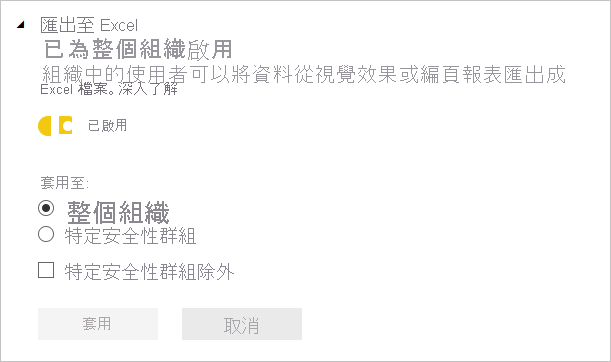 匯出至 Excel
已為整個組織啟用
組織中的使用者可以將資料從視覺效果或編頁報表匯出成
Excel 檔案。深入了解
已啟用
套用至:
整個組織
特定安全性群組
特定安全性群組除外
套用
取消